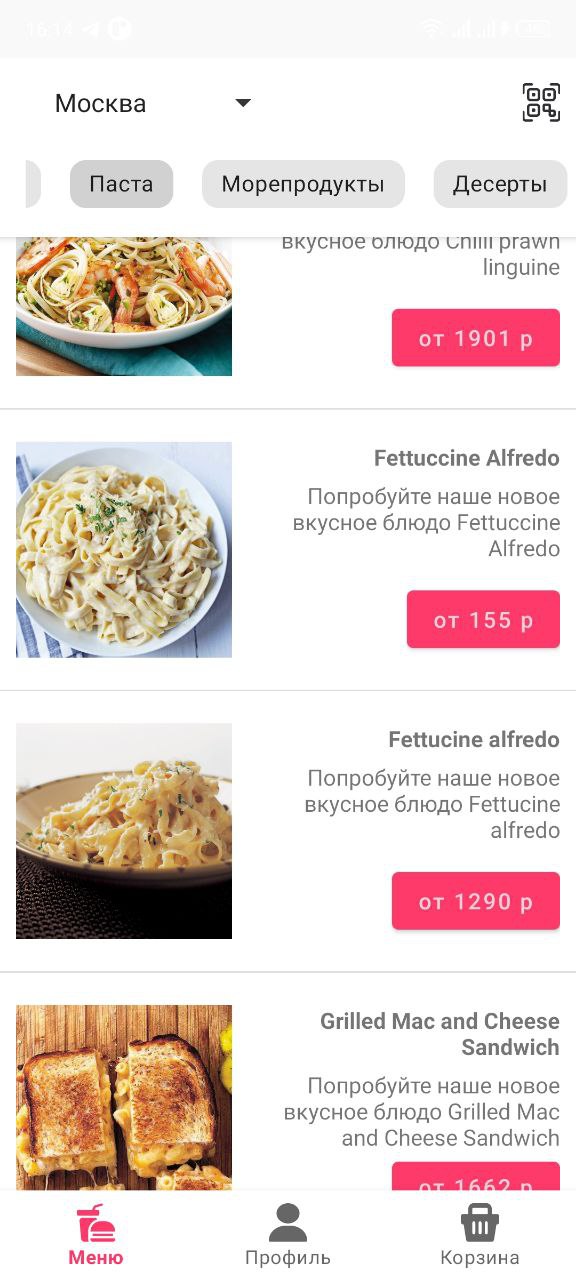 16:14
Москва
Паста
Морепродукты
Десерты
вкусное блюдо Chilli prawn
linguine
от 1901 р
Fettuccine Alfredo
Попробуйте наше новое
вкусное блюдо Fettuccine
Alfredo
от 155 р
Fettucine alfredo
Попробуйте наше новое
вкусное блюдо Fettucine
alfredo
от 1290 р
Grilled Mac and Cheese
Sandwich
Попробуйте наше новое
вкусное блюдо Grilled Mac
and Cheese Sandwich
от 1662 р
Меню
Профиль
Корзина